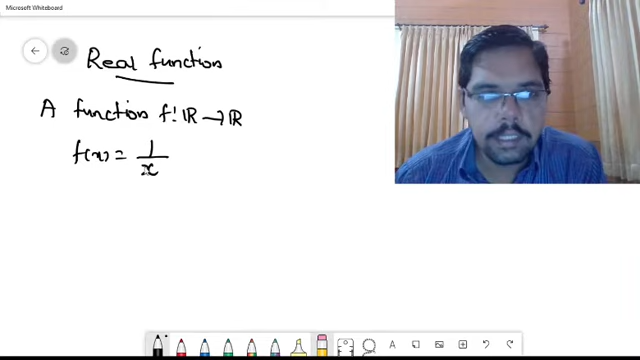 Microsoft Whiteboard
Real function
A function f: ℝ → ℝ
f(x) = 1/x
A